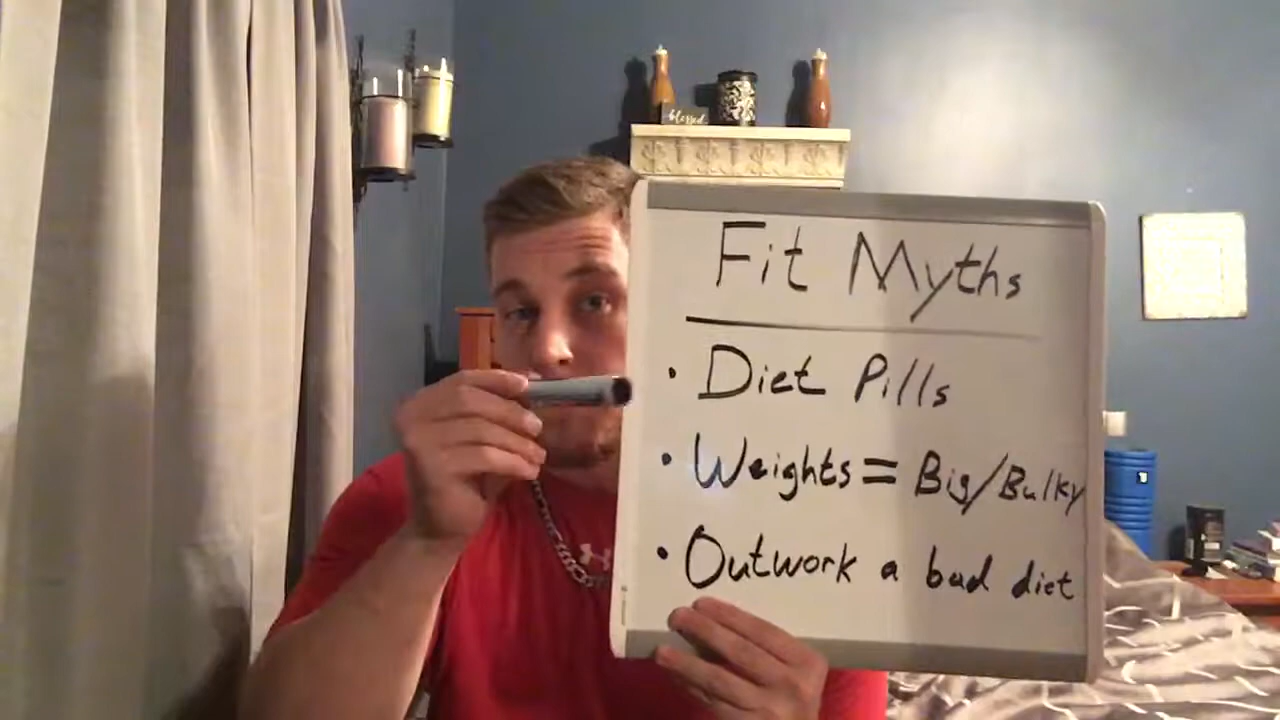 blessed
Fit Myths
• Diet Pills
• Weights = Big/Bulky
• Outwork a bad diet